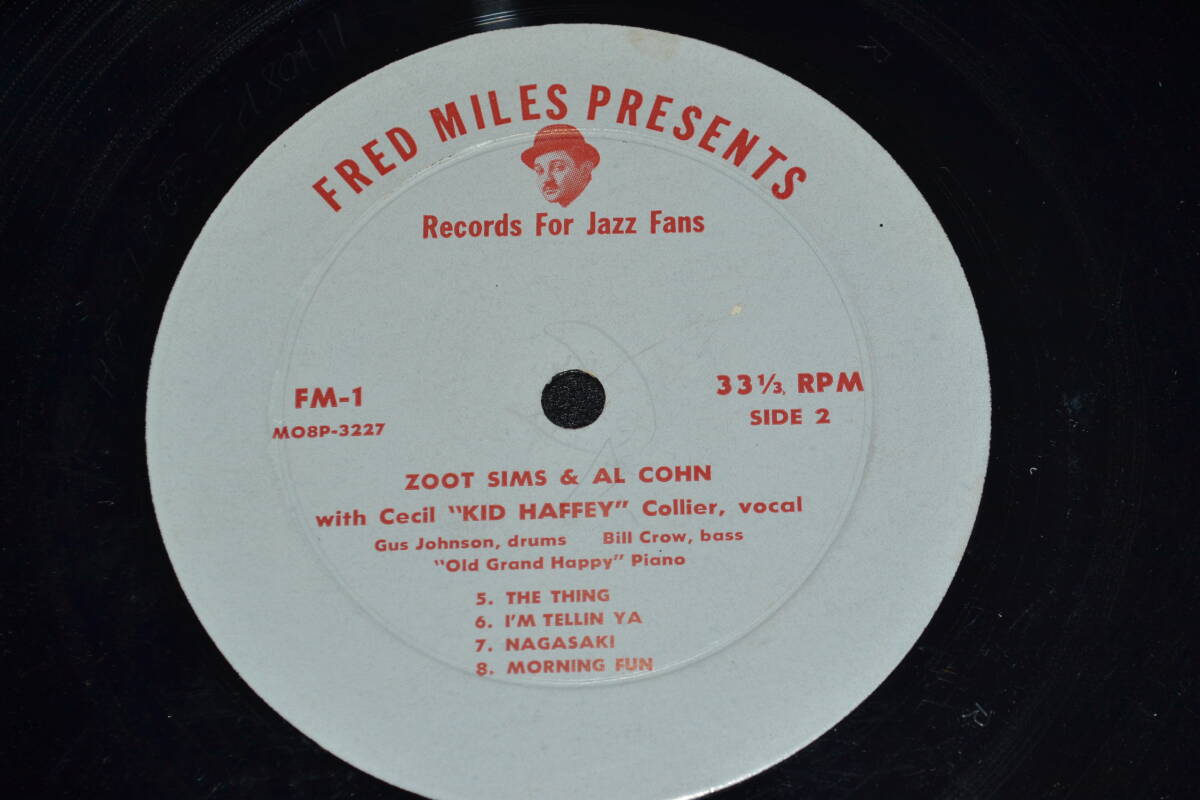 FRED MILES PRESENTS
Records For Jazz Fans
FM-1
MO8P-3227
33 ⅓ RPM
SIDE 2
ZOOT SIMS & AL COHN
with Cecil "KID HAFFEY" Collier, vocal
Gus Johnson, drums Bill Crow, bass
"Old Grand Happy" Piano
5. THE THING
6. I'M TELLIN YA
7. NAGASAKI
8. MORNING FUN